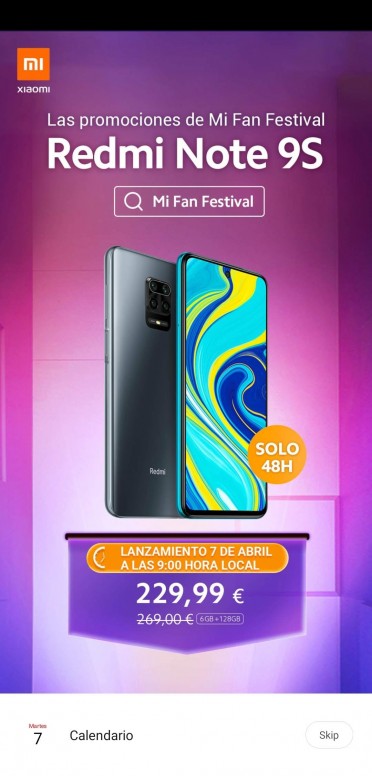 xiaomi
Las promociones de Mi Fan Festival
Redmi Note 9S
Mi Fan Festival
Redmi
SOLO
48H
LANZAMIENTO 7 DE ABRIL
A LAS 9:00 HORA LOCAL
229,99 €
269,00 € 6GB+128GB
Martes
7
Calendario
Skip